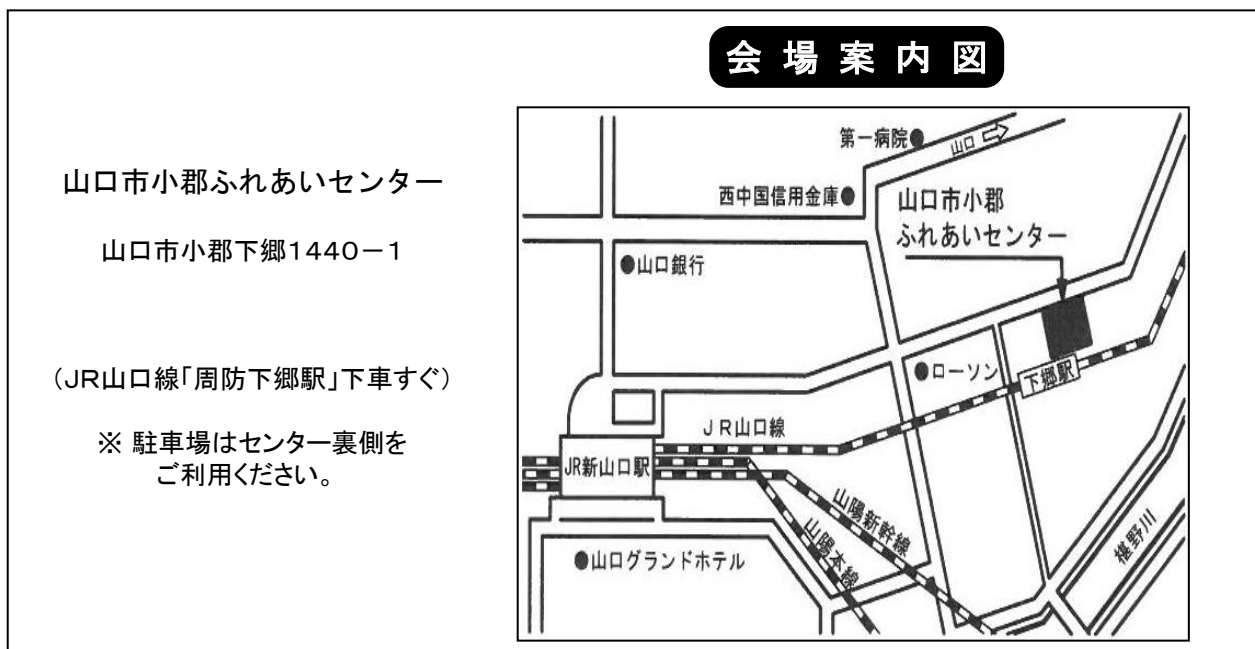 会場案内図
山口市小郡ふれあいセンター
山口市小郡下郷1440－1
（JR山口線「周防下郷駅」下車すぐ）
※ 駐車場はセンター裏側を
ご利用ください。
第一病院
山口
西中国信用金庫
山口市小郡
ふれあいセンター
山口銀行
ローソン
下郷駅
JR山口線
JR新山口駅
山陽新幹線
山陽本線
椹野川
山口グランドホテル